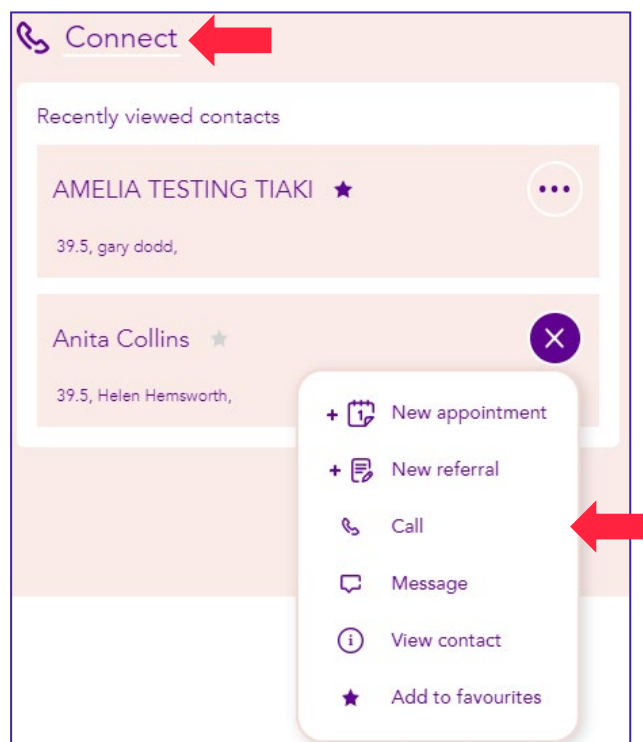 Connect
Recently viewed contacts
AMELIA TESTING TIAKI
39.5, gary dodd,
Anita Collins
39.5, Helen Hemsworth,
1
New appointment
New referral
Call
Message
i
View contact
Add to favourites